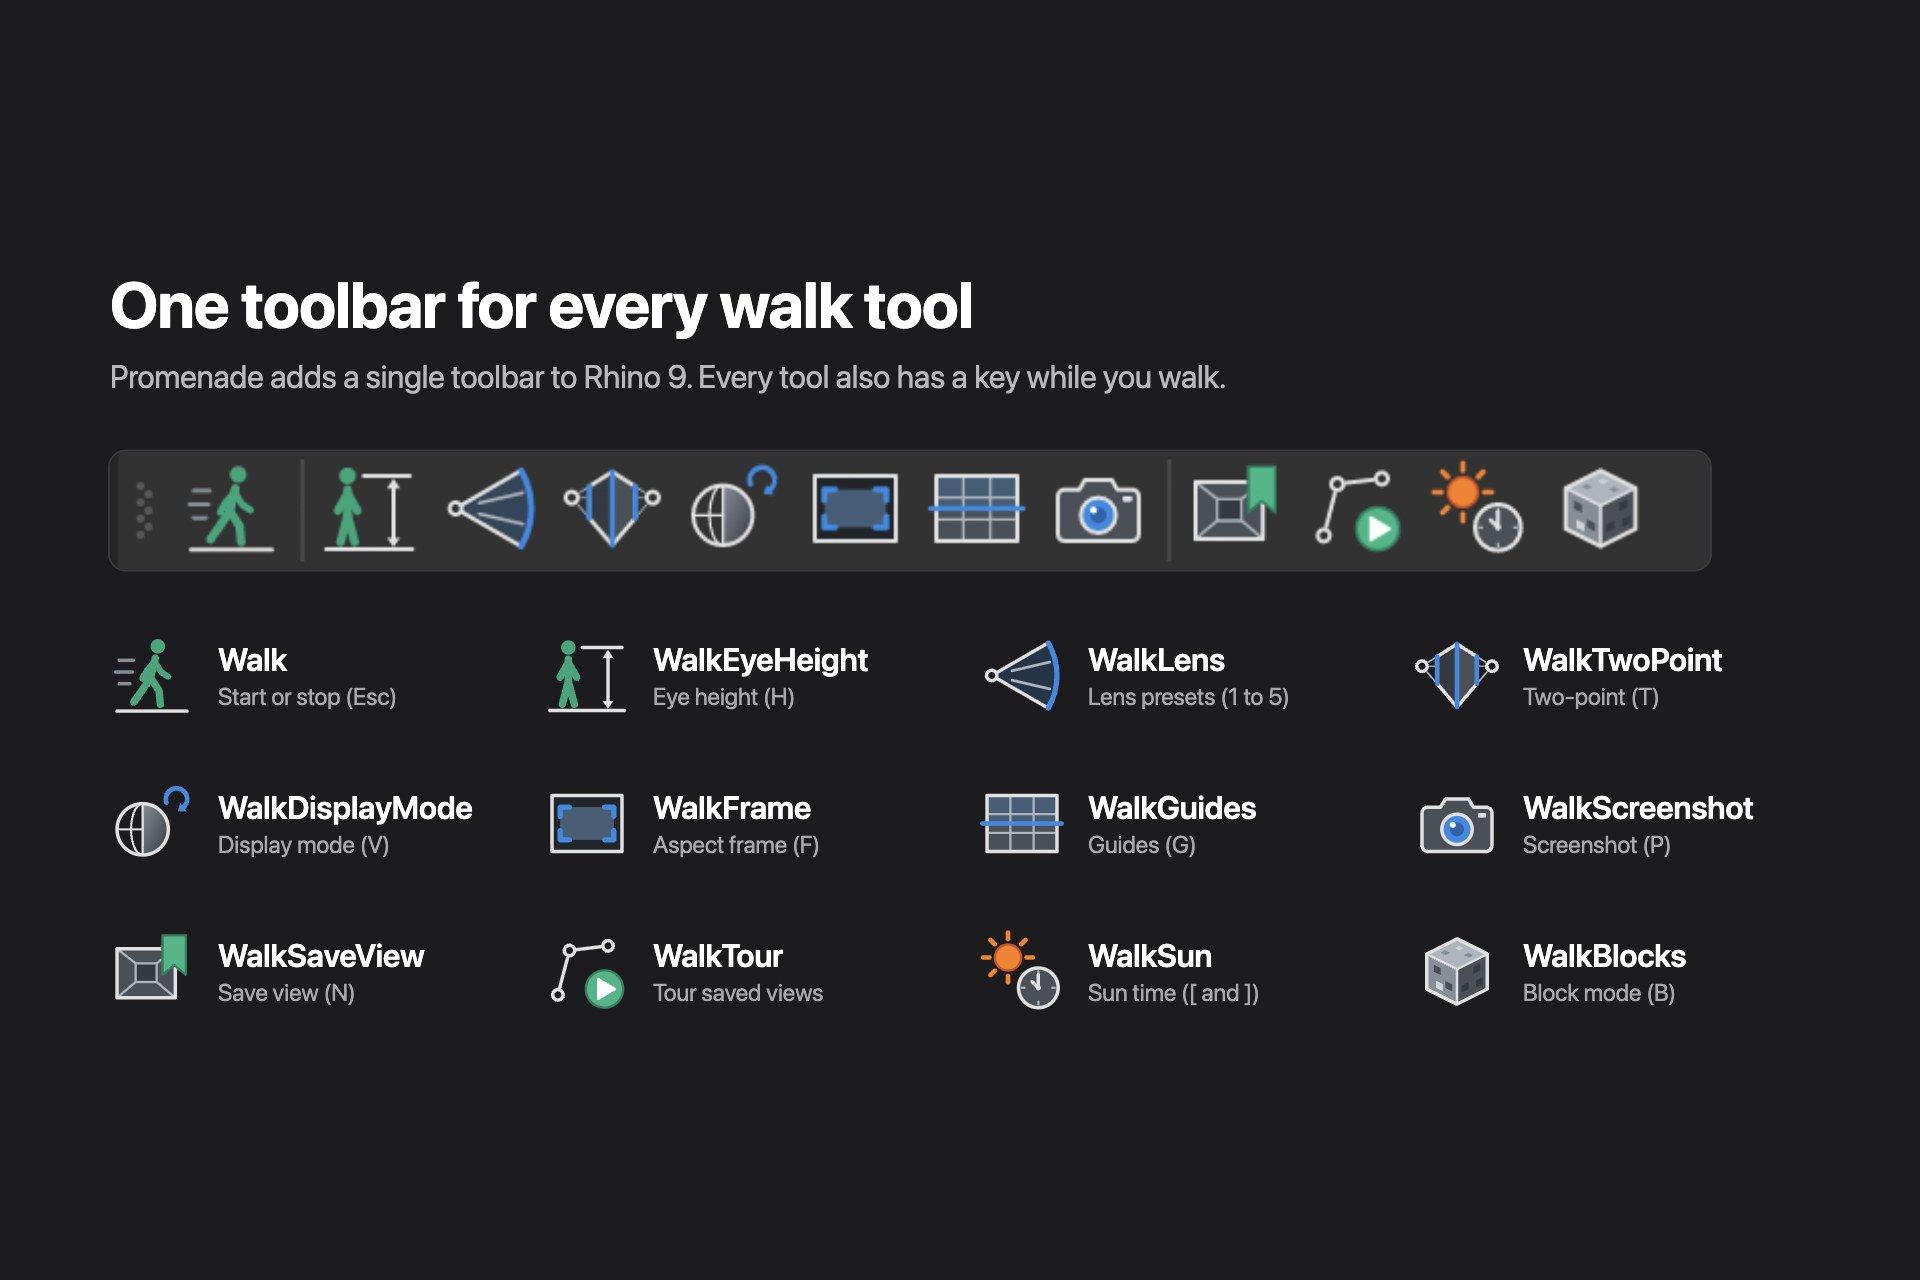 One toolbar for every walk tool
Promenade adds a single toolbar to Rhino 9. Every tool also has a key while you walk.
Walk
Start or stop (Esc)
WalkEyeHeight
Eye height (H)
WalkLens
Lens presets (1 to 5)
WalkTwoPoint
Two-point (T)
WalkDisplayMode
Display mode (V)
WalkFrame
Aspect frame (F)
WalkGuides
Guides (G)
WalkScreenshot
Screenshot (P)
WalkSaveView
Save view (N)
WalkTour
Tour saved views
WalkSun
Sun time ([ and ])
WalkBlocks
Block mode (B)